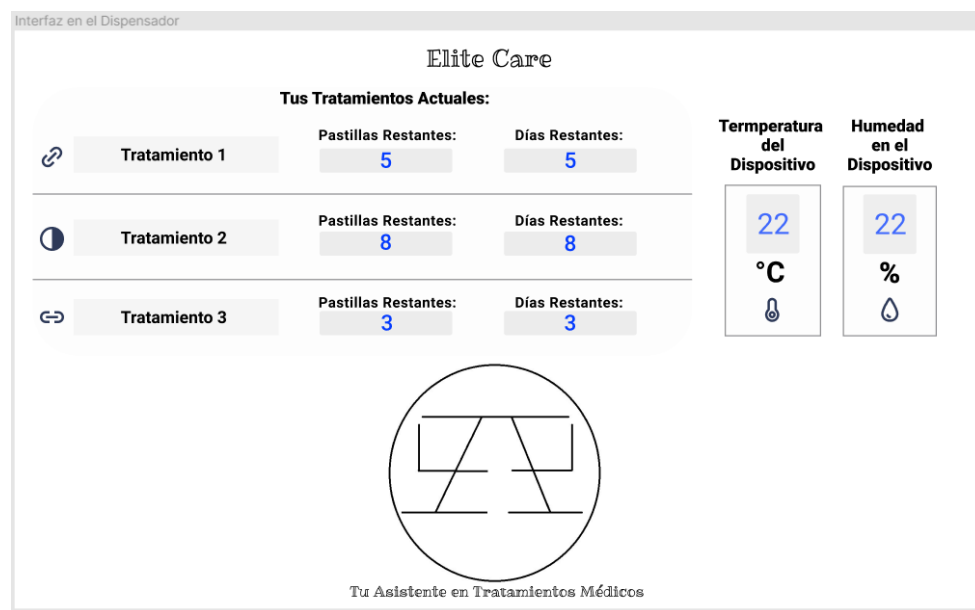 Interfaz en el Dispensador
Elite Care
Tus Tratamientos Actuales:
Tratamiento 1
Pastillas Restantes:
5
Días Restantes:
5
Tratamiento 2
Pastillas Restantes:
8
Días Restantes:
8
Tratamiento 3
Pastillas Restantes:
3
Días Restantes:
3
Termperatura
del
Dispositivo
22
°C
Humedad
en el
Dispositivo
22
%
Tu Asistente en Tratamientos Médicos